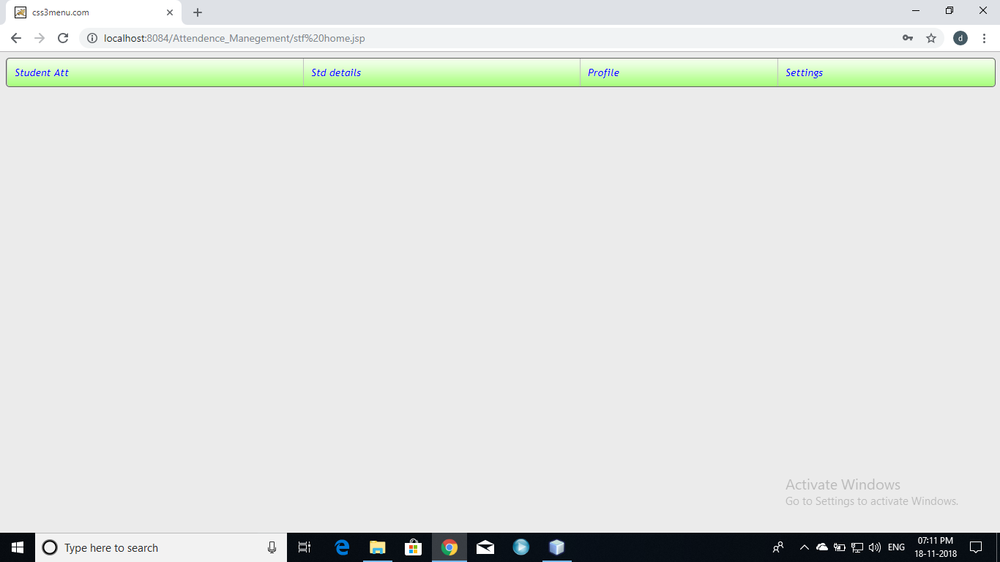 css3menu.com
localhost:8084/Attendence_Manegement/stf%20home.jsp
d
Student Att Std details Profile Settings
Activate Windows
Go to Settings to activate Windows.
Type here to search
ENG
07:11 PM
18-11-2018